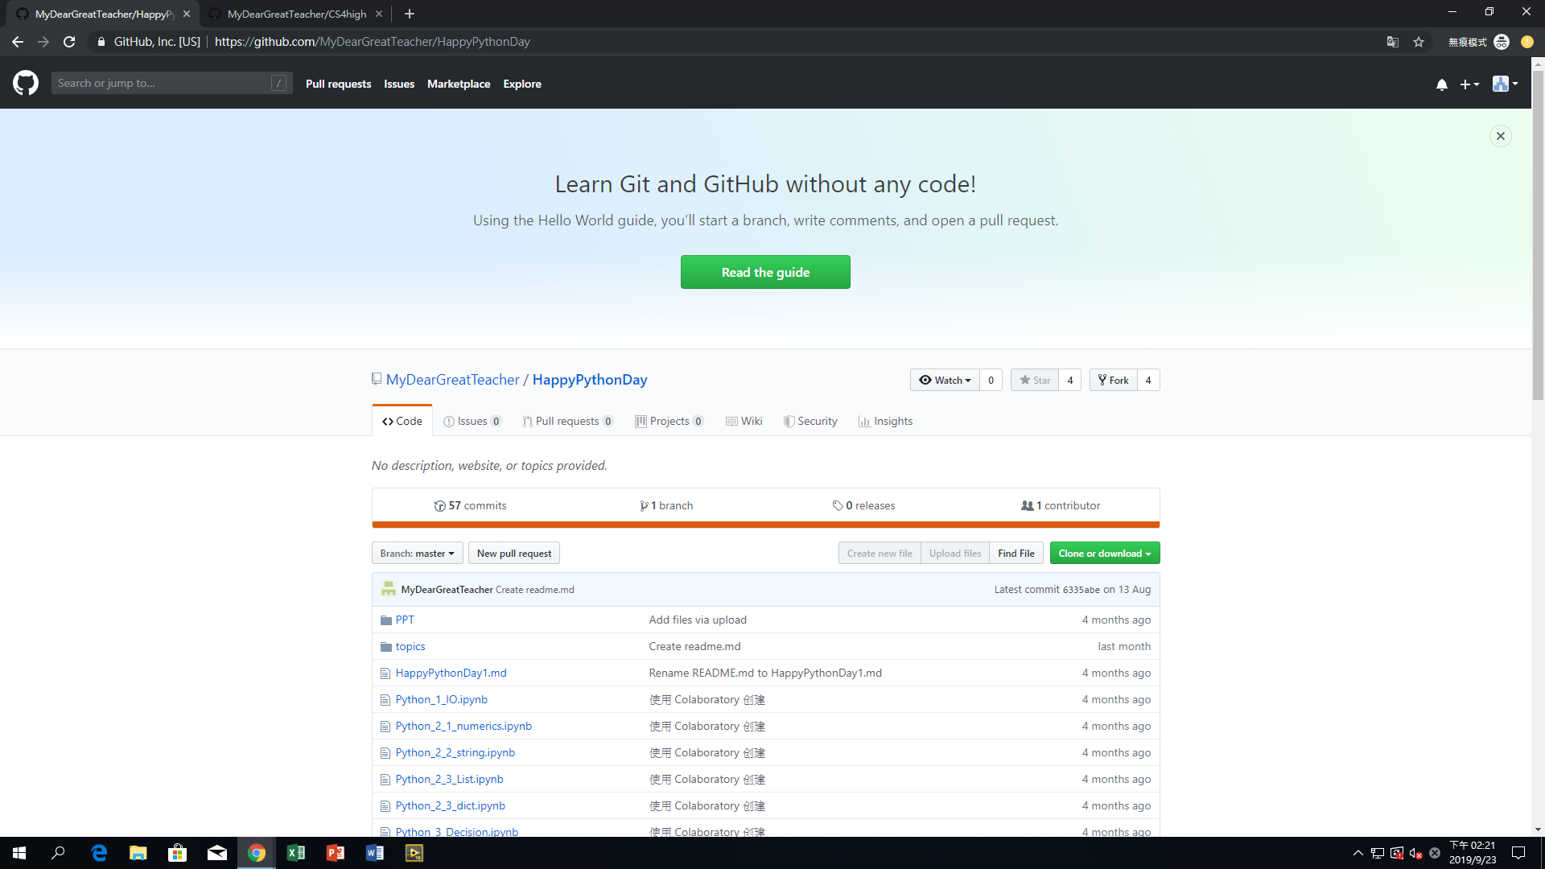 MyDearGreatTeacher/HappyPy
MyDearGreatTeacher/CS4high
GitHub, Inc. [US] | https://github.com/MyDearGreatTeacher/HappyPythonDay
無痕模式
Search or jump to...
/
Pull requests
Issues
Marketplace
Explore
Learn Git and GitHub without any code!
Using the Hello World guide, you’ll start a branch, write comments, and open a pull request.
Read the guide
MyDearGreatTeacher / HappyPythonDay
Watch 0
Star 4
Fork 4
Code
Issues 0
Pull requests 0
Projects 0
Wiki
Security
Insights
No description, website, or topics provided.
57 commits
1 branch
0 releases
1 contributor
Branch: master
New pull request
Create new file
Upload files
Find File
Clone or download
MyDearGreatTeacher Create readme.md
Latest commit 6335abe on 13 Aug
PPT Add files via upload 4 months ago
topics Create readme.md last month
HappyPythonDay1.md Rename README.md to HappyPythonDay1.md 4 months ago
Python_1_IO.ipynb 使用 Colaboratory 创建 4 months ago
Python_2_1_numerics.ipynb 使用 Colaboratory 创建 4 months ago
Python_2_2_string.ipynb 使用 Colaboratory 创建 4 months ago
Python_2_3_List.ipynb 使用 Colaboratory 创建 4 months ago
Python_2_3_dict.ipynb 使用 Colaboratory 创建 4 months ago
Python_3_Decision.ipynb 使用 Colaboratory 创建 4 months ago
下午 02:21
2019/9/23